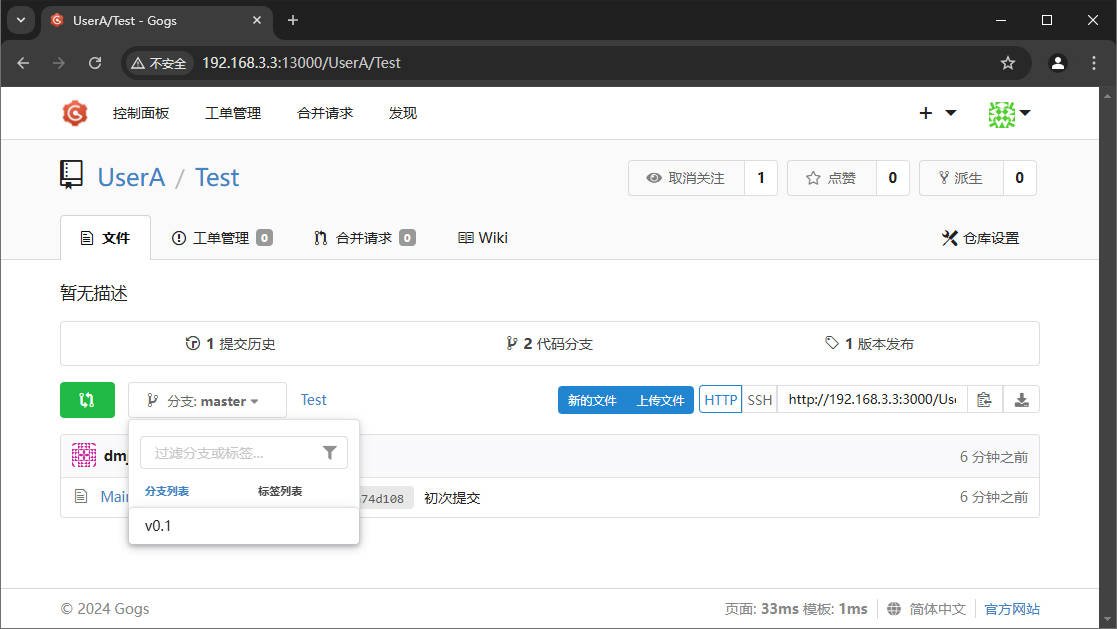 UserA/Test - Gogs
不安全 192.168.3.3:13000/UserA/Test
控制面板 工单管理 合并请求 发现
UserA / Test
取消关注 1 点赞 0 派生 0
文件 工单管理 0 合并请求 0 Wiki 仓库设置
暂无描述
1 提交历史 2 代码分支 1 版本发布
分支: master Test 新的文件 上传文件 HTTP SSH http://192.168.3.3:3000/Use
过滤分支或标签...
dm_ 6 分钟之前
分支列表 标签列表
Main 74d108 初次提交 6 分钟之前
v0.1
© 2024 Gogs 页面: 33ms 模板: 1ms 简体中文 官方网站